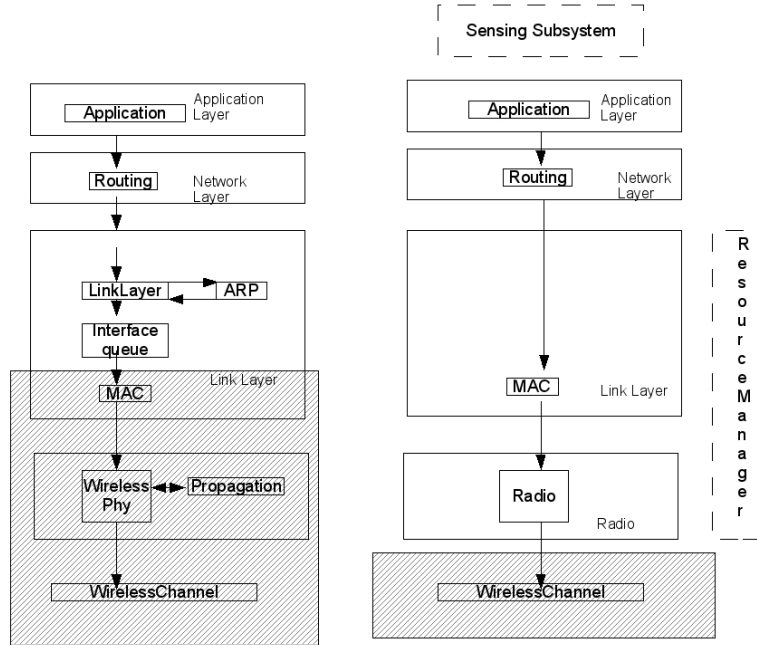 Sensing Subsystem
Application
Application
Layer
Routing
Network
Layer
LinkLayer
ARP
Interface
queue
Link Layer
MAC
Wireless
Phy
Propagation
WirelessChannel
Application
Application
Layer
Routing
Network
Layer
MAC
Link Layer
Radio
Radio
WirelessChannel
ResourceManager